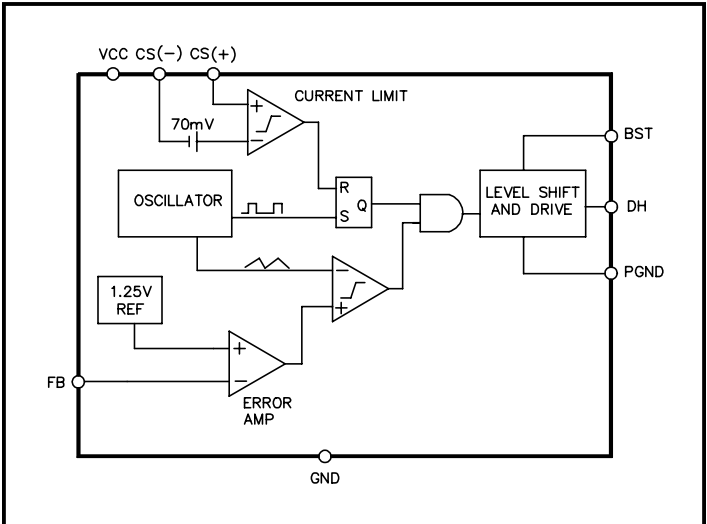 VCC CS(-) CS(+)
CURRENT LIMIT
+
70mV
-
BST
OSCILLATOR
R
S
Q
LEVEL SHIFT
AND DRIVE
DH
-
+
PGND
1.25V
REF
+
-
FB
ERROR
AMP
GND